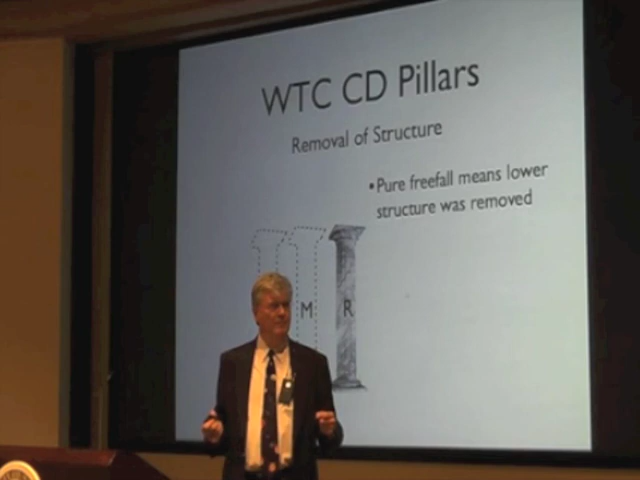 WTC CD Pillars
Removal of Structure
•Pure freefall means lower
structure was removed
M R